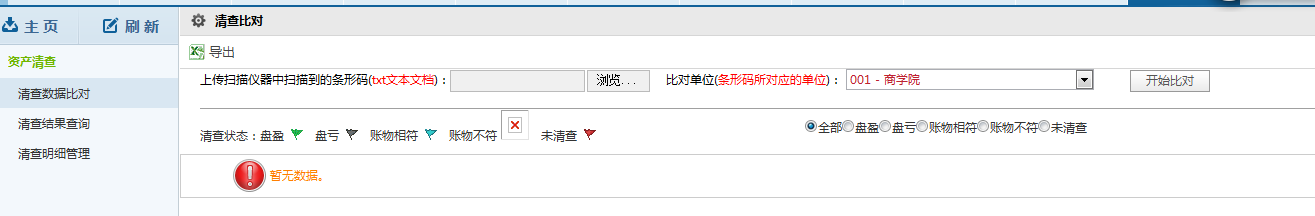 主 页 刷 新
清查比对
资产清查
导出
清查数据比对
上传扫描仪器中扫描到的条形码(txt文本文档)： 浏览... 比对单位(条形码所对应的单位)： 001 - 商学院 开始比对
清查结果查询
清查状态：盘盈 盘亏 账物相符 账物不符 未清查 全部 盘盈 盘亏 账物相符 账物不符 未清查
清查明细管理
暂无数据。